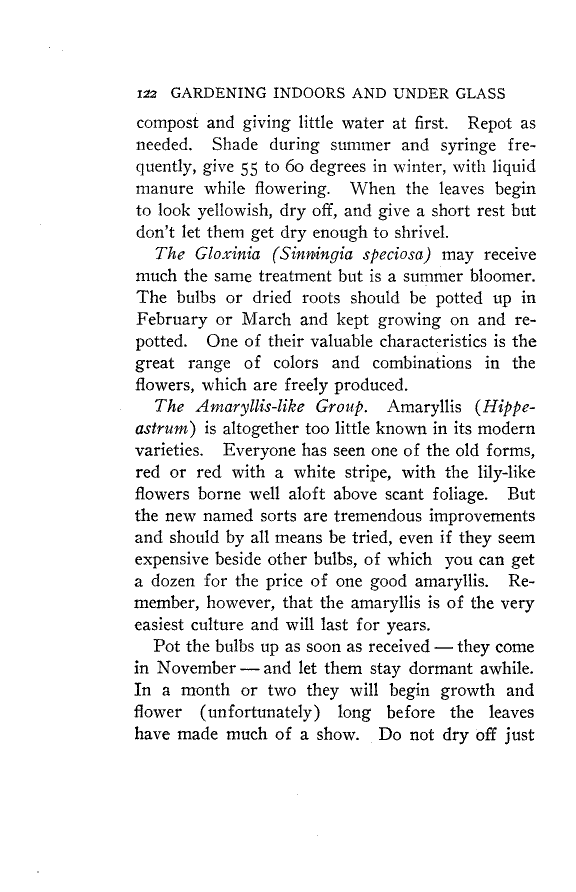 122 GARDENING INDOORS AND UNDER GLASS
compost and giving little water at first. Repot as
needed. Shade during summer and syringe fre-
quently, give 55 to 60 degrees in winter, with liquid
manure while flowering. When the leaves begin
to look yellowish, dry off, and give a short rest but
don't let them get dry enough to shrivel.
The Gloxinia (Sinningia speciosa) may receive
much the same treatment but is a summer bloomer.
The bulbs or dried roots should be potted up in
February or March and kept growing on and re-
potted. One of their valuable characteristics is the
great range of colors and combinations in the
flowers, which are freely produced.
The Amaryllis-like Group. Amaryllis (Hippe-
astrum) is altogether too little known in its modern
varieties. Everyone has seen one of the old forms,
red or red with a white stripe, with the lily-like
flowers borne well aloft above scant foliage. But
the new named sorts are tremendous improvements
and should by all means be tried, even if they seem
expensive beside other bulbs, of which you can get
a dozen for the price of one good amaryllis. Re-
member, however, that the amaryllis is of the very
easiest culture and will last for years.
Pot the bulbs up as soon as received — they come
in November — and let them stay dormant awhile.
In a month or two they will begin growth and
flower (unfortunately) long before the leaves
have made much of a show. Do not dry off just